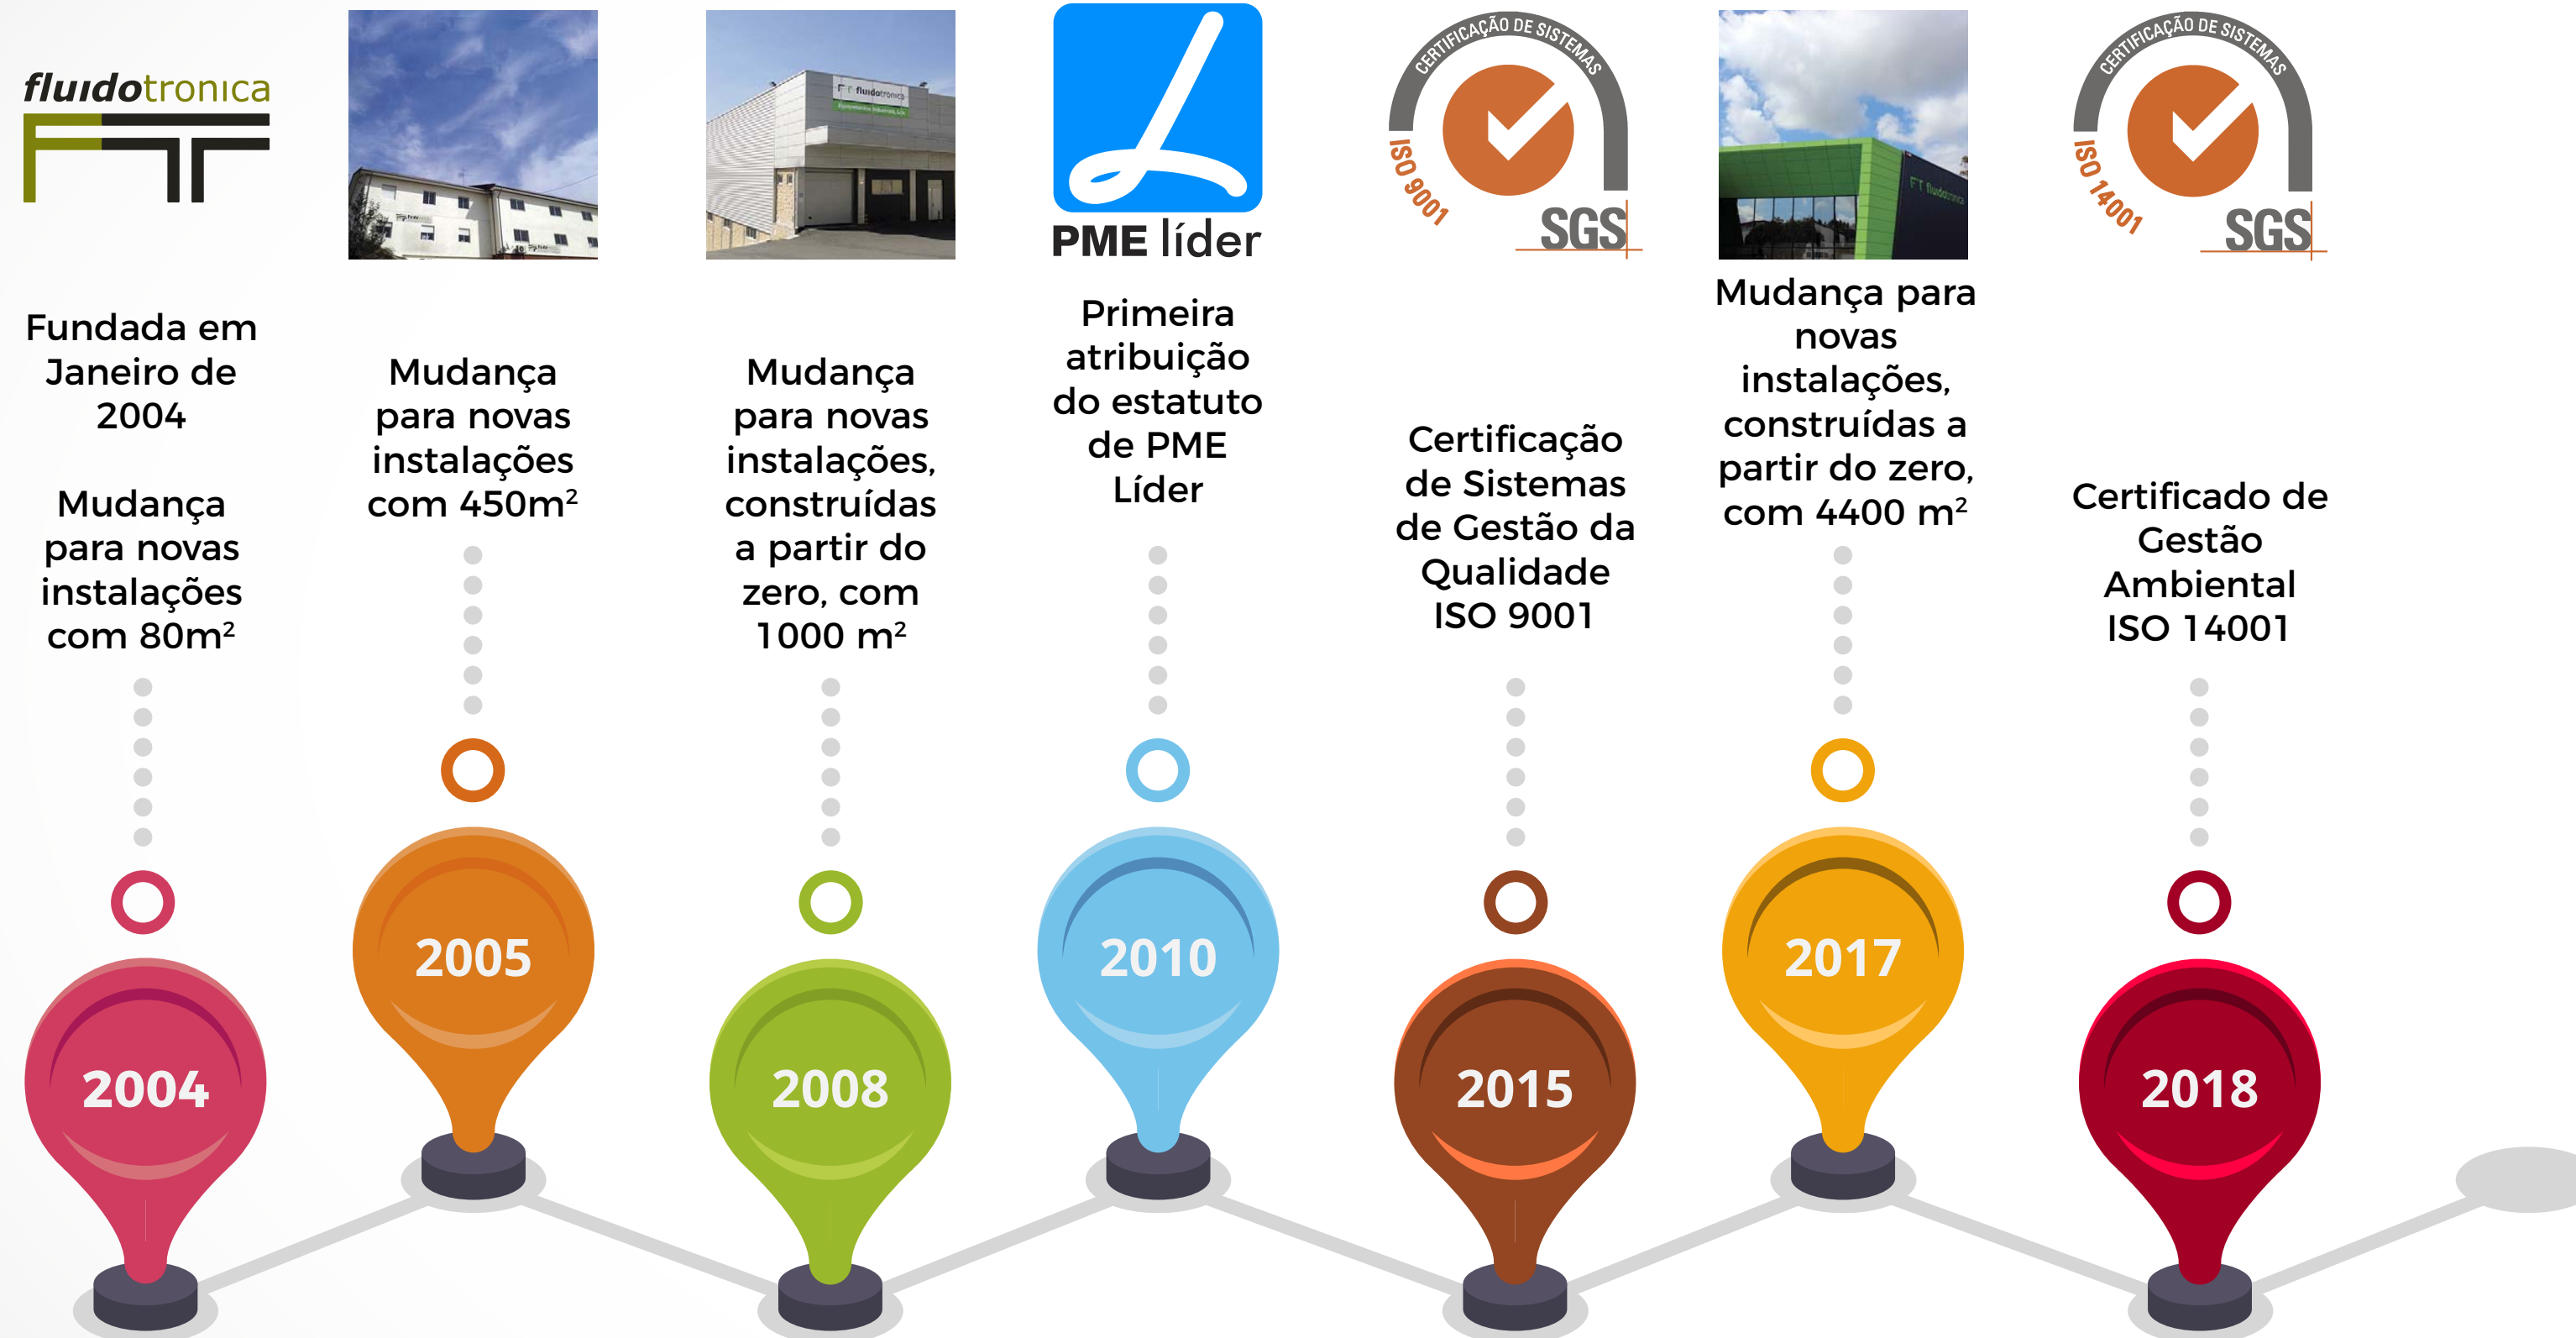 fluıdotronıca
Fundada em
Janeiro de
2004
Mudança
para novas
instalações
com 80m²
2004
Mudança
para novas
instalações
com 450m²
2005
fluıdotronıca
Mudança
para novas
instalações,
construídas
a partir do
zero, com
1000 m²
2008
PME líder
Primeira
atribuição
do estatuto
de PME
Líder
2010
CERTIFICAÇÃO DE SISTEMAS
ISO 9001
SGS
Certificação
de Sistemas
de Gestão da
Qualidade
ISO 9001
2015
FT fluıdotronıca
Mudança para
novas
instalações,
construídas a
partir do zero,
com 4400 m²
2017
CERTIFICAÇÃO DE SISTEMAS
ISO 14001
SGS
Certificado de
Gestão
Ambiental
ISO 14001
2018